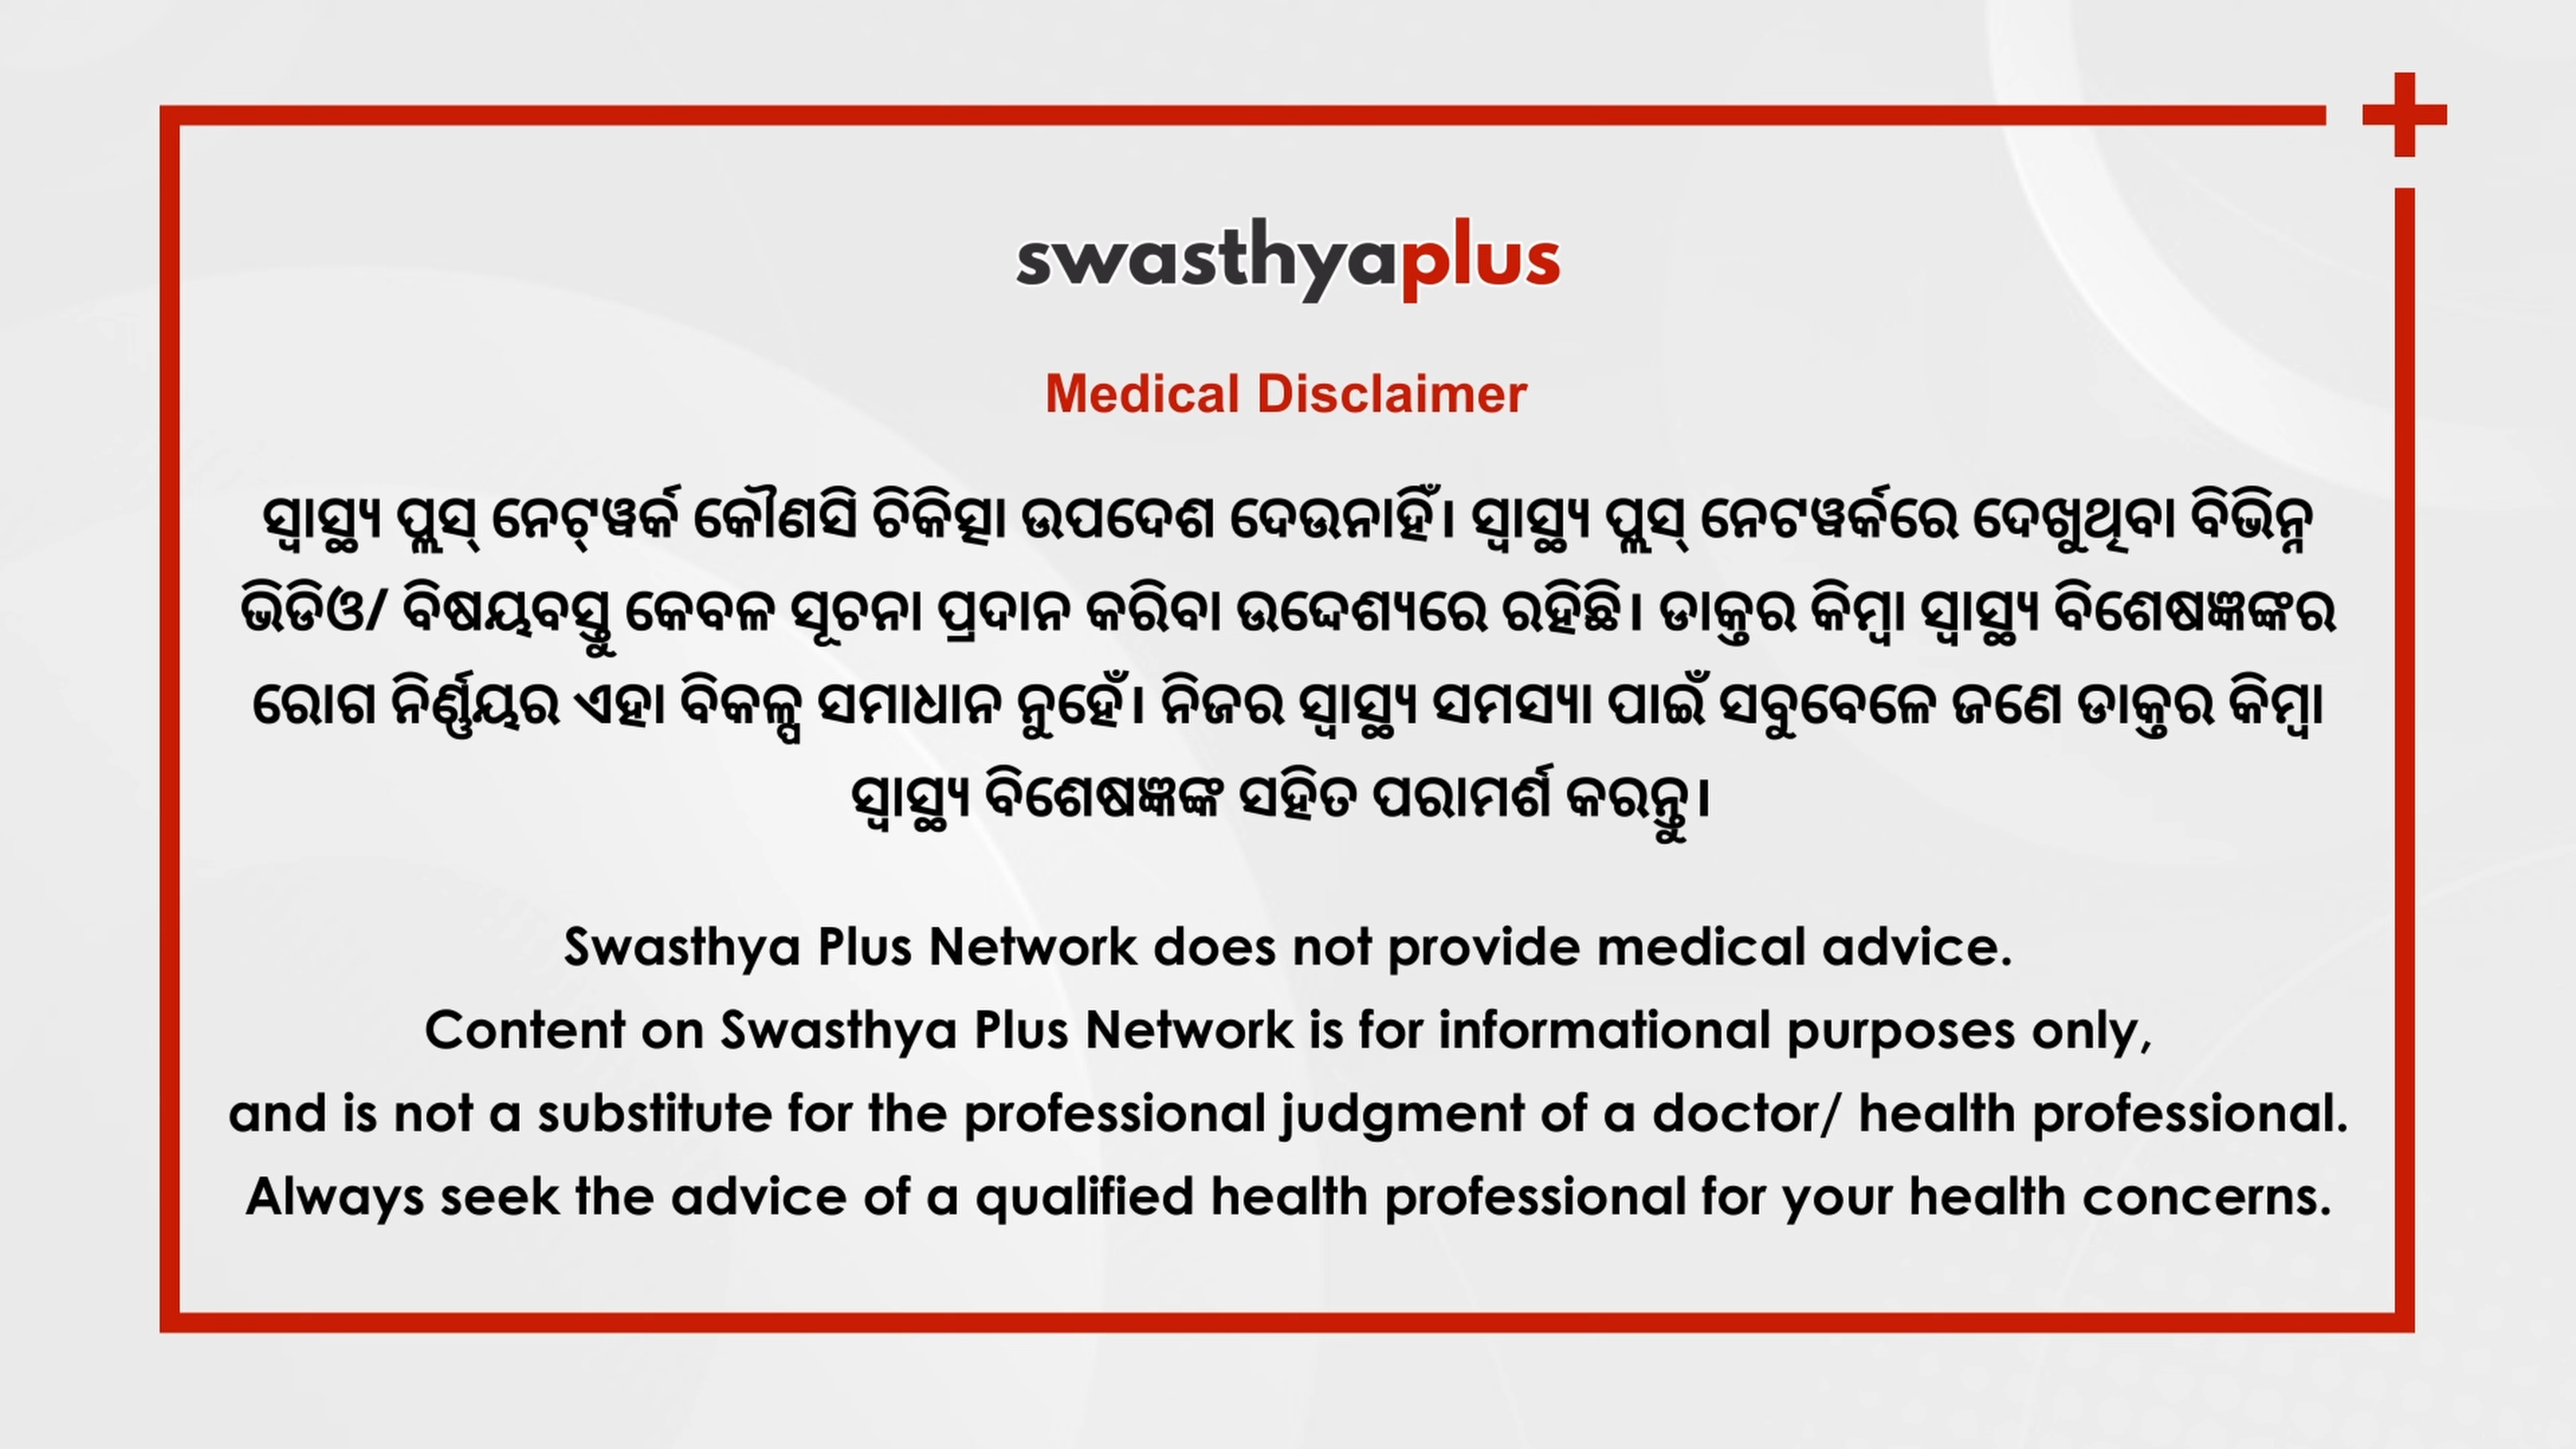 swasthyaplus
Medical Disclaimer
ସ୍ୱାସ୍ଥ୍ୟ ପ୍ଲସ୍ ନେଟ୍ୱର୍କ କୌଣସି ଚିକିତ୍ସା ଉପଦେଶ ଦେଉନାହିଁ। ସ୍ୱାସ୍ଥ୍ୟ ପ୍ଲସ୍ ନେଟୱର୍କରେ ଦେଖୁଥିବା ବିଭିନ୍ନ
ଭିଡିଓ/ ବିଷୟବସ୍ତୁ କେବଳ ସୂଚନା ପ୍ରଦାନ କରିବା ଉଦ୍ଦେଶ୍ୟରେ ରହିଛି। ଡାକ୍ତର କିମ୍ବା ସ୍ୱାସ୍ଥ୍ୟ ବିଶେଷଜ୍ଞଙ୍କର
ରୋଗ ନିର୍ଣ୍ଣୟର ଏହା ବିକଳ୍ପ ସମାଧାନ ନୁହେଁ। ନିଜର ସ୍ୱାସ୍ଥ୍ୟ ସମସ୍ୟା ପାଇଁ ସବୁବେଳେ ଜଣେ ଡାକ୍ତର କିମ୍ବା
ସ୍ୱାସ୍ଥ୍ୟ ବିଶେଷଜ୍ଞଙ୍କ ସହିତ ପରାମର୍ଶ କରନ୍ତୁ।
Swasthya Plus Network does not provide medical advice.
Content on Swasthya Plus Network is for informational purposes only,
and is not a substitute for the professional judgment of a doctor/ health professional.
Always seek the advice of a qualified health professional for your health concerns.